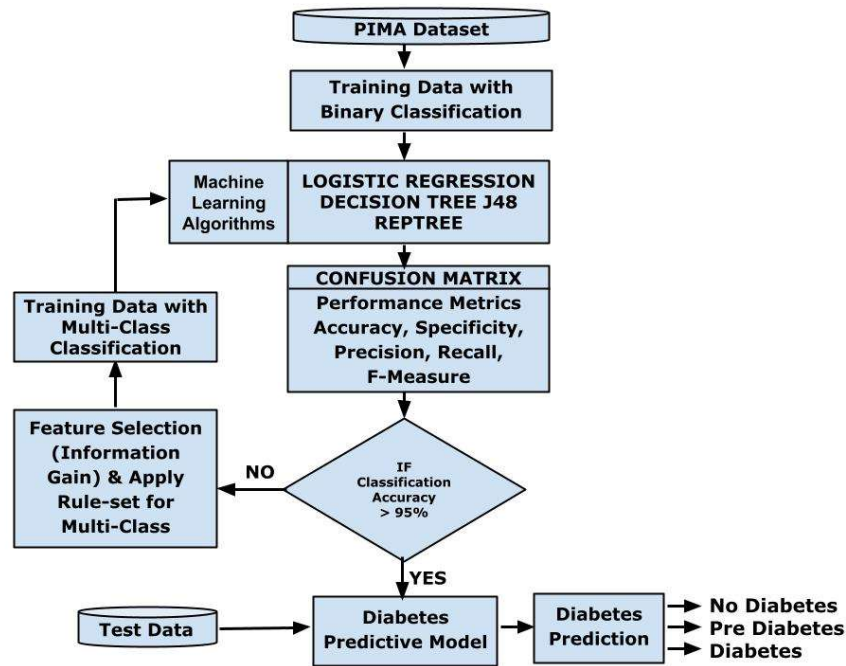 PIMA Dataset
Training Data with
Binary Classification
Machine
Learning
Algorithms
LOGISTIC REGRESSION
DECISION TREE J48
REPTREE
CONFUSION MATRIX
Performance Metrics
Accuracy, Specificity,
Precision, Recall,
F-Measure
Training Data with
Multi-Class
Classification
Feature Selection
(Information
Gain) & Apply
Rule-set for
Multi-Class
NO
IF
Classification
Accuracy
> 95%
YES
Test Data
Diabetes
Predictive Model
Diabetes
Prediction
No Diabetes
Pre Diabetes
Diabetes